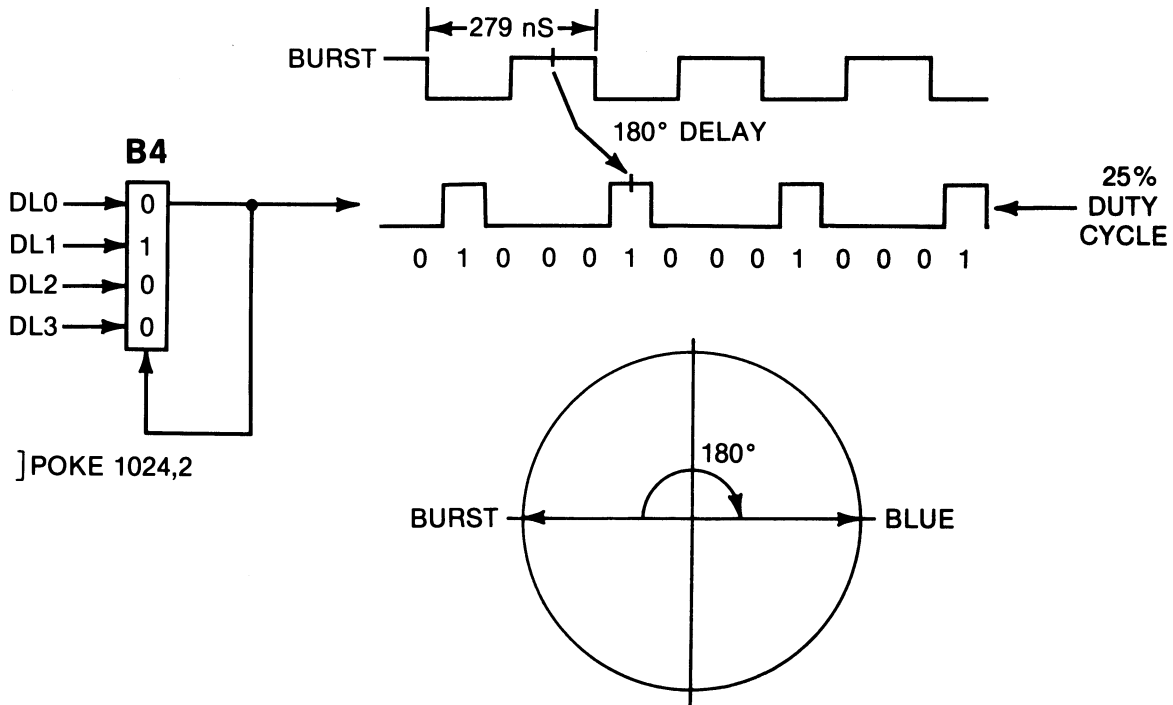 279 nS
BURST
180° DELAY
B4
DL0 0
DL1 1
DL2 0
DL3 0
25%
DUTY
CYCLE
0 1 0 0 0 1 0 0 0 1 0 0 0 1
]POKE 1024,2
180°
BURST
BLUE